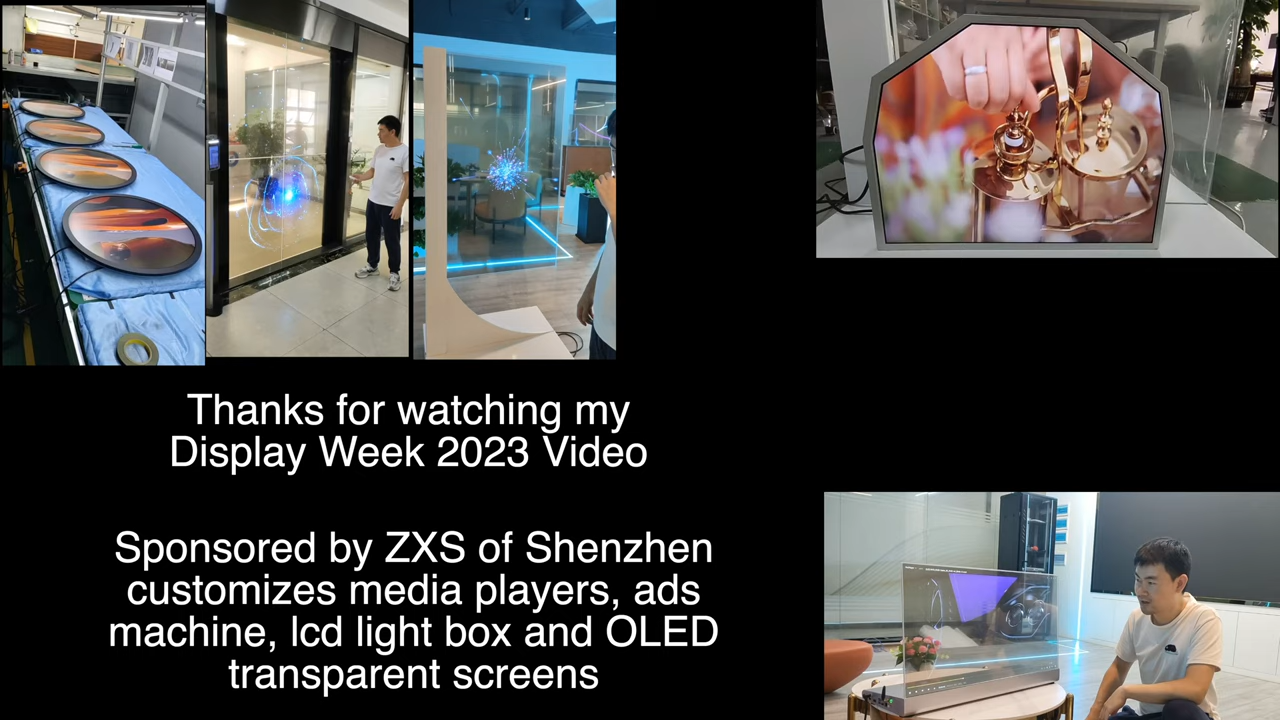 Thanks for watching my
Display Week 2023 Video
Sponsored by ZXS of Shenzhen
customizes media players, ads
machine, lcd light box and OLED
transparent screens